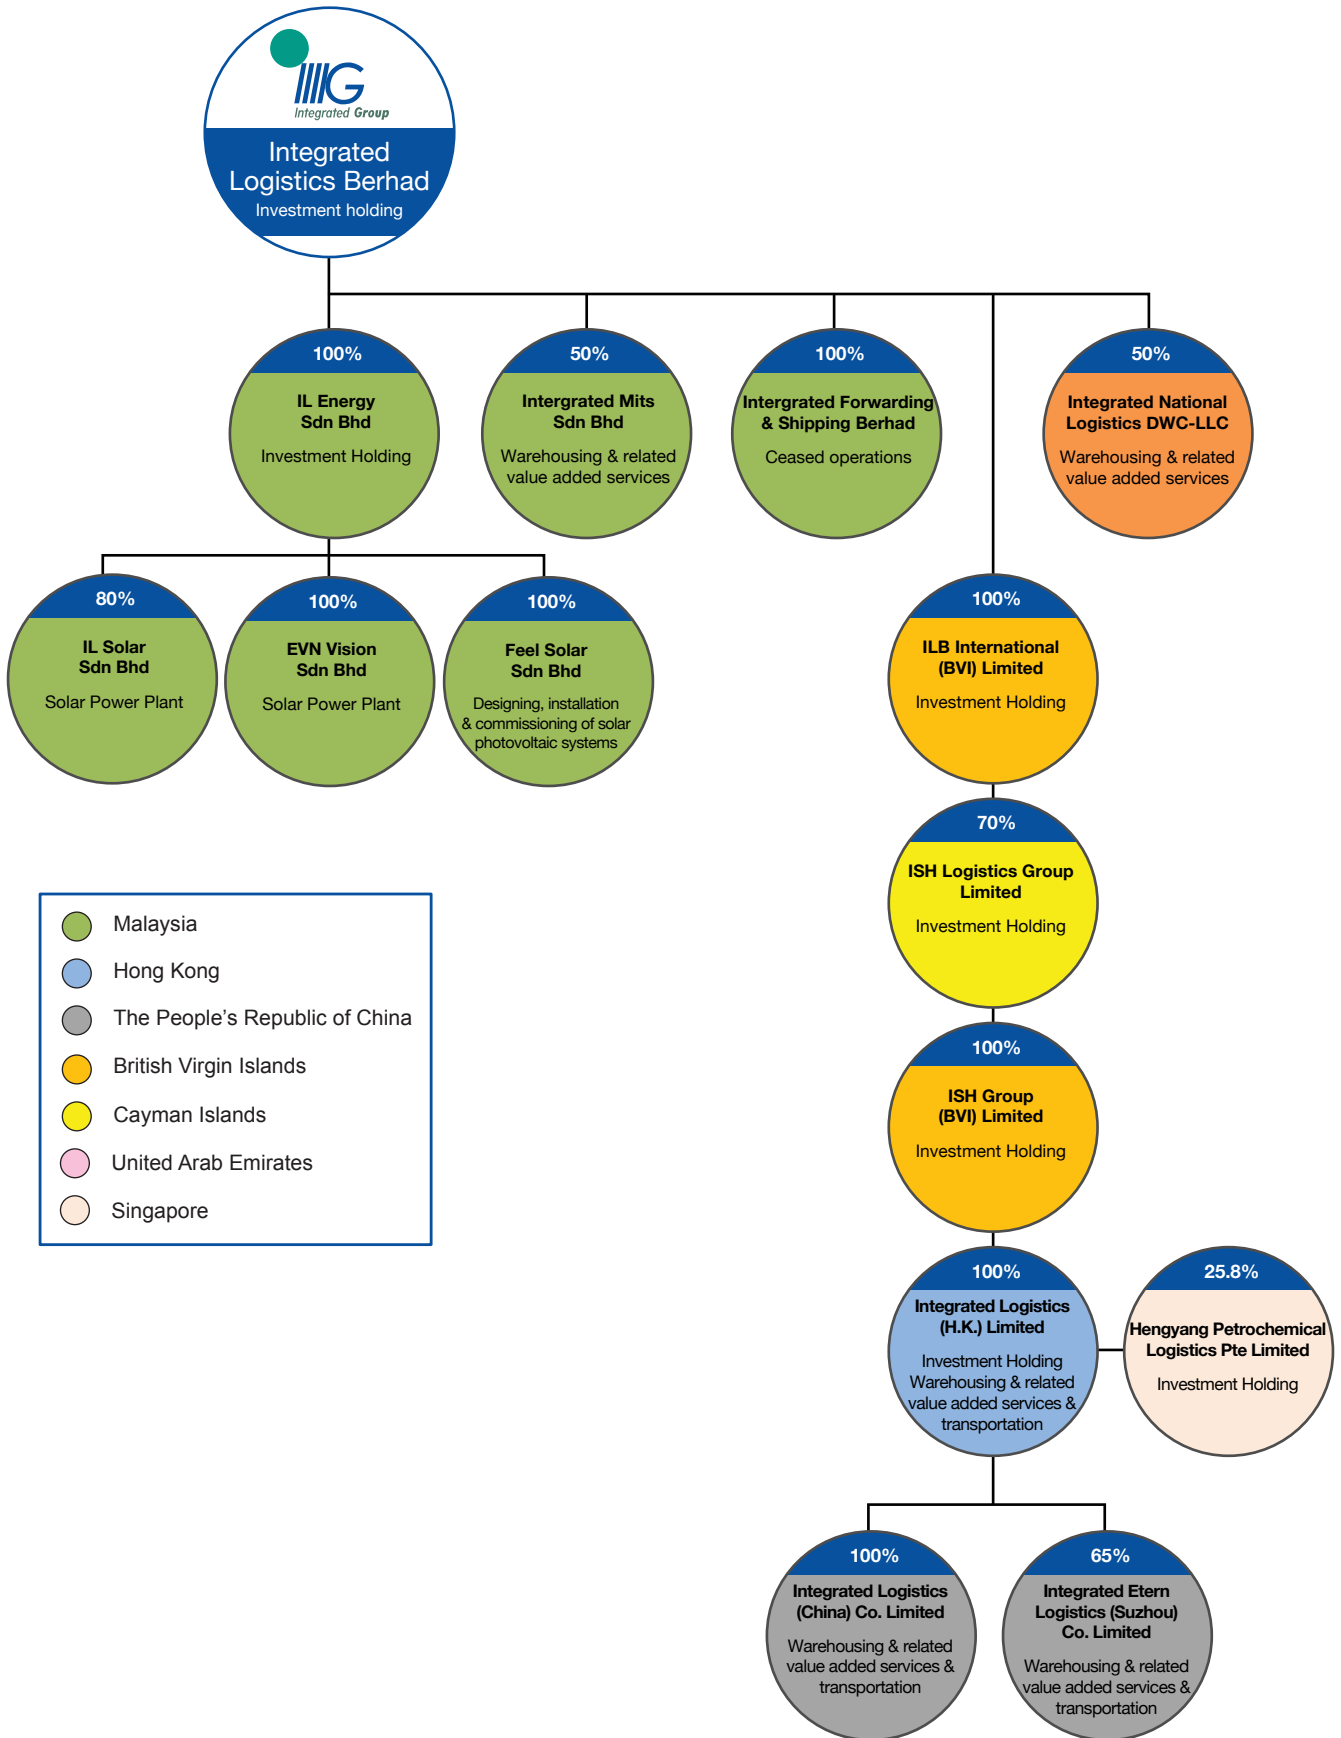 IIIIG
Integrated Group
Integrated
Logistics Berhad
Investment holding
100%
IL Energy
Sdn Bhd
Investment Holding
50%
Intergrated Mits
Sdn Bhd
Warehousing & related
value added services
100%
Intergrated Forwarding
& Shipping Berhad
Ceased operations
50%
Integrated National
Logistics DWC-LLC
Warehousing & related
value added services
80%
IL Solar
Sdn Bhd
Solar Power Plant
100%
EVN Vision
Sdn Bhd
Solar Power Plant
100%
Feel Solar
Sdn Bhd
Designing, installation
& commissioning of solar
photovoltaic systems
100%
ILB International
(BVI) Limited
Investment Holding
70%
ISH Logistics Group
Limited
Investment Holding
100%
ISH Group
(BVI) Limited
Investment Holding
100%
Integrated Logistics
(H.K.) Limited
Investment Holding
Warehousing & related
value added services &
transportation
25.8%
Hengyang Petrochemical
Logistics Pte Limited
Investment Holding
100%
Integrated Logistics
(China) Co. Limited
Warehousing & related
value added services &
transportation
65%
Integrated Etern
Logistics (Suzhou)
Co. Limited
Warehousing & related
value added services &
transportation
Malaysia
Hong Kong
The People's Republic of China
British Virgin Islands
Cayman Islands
United Arab Emirates
Singapore